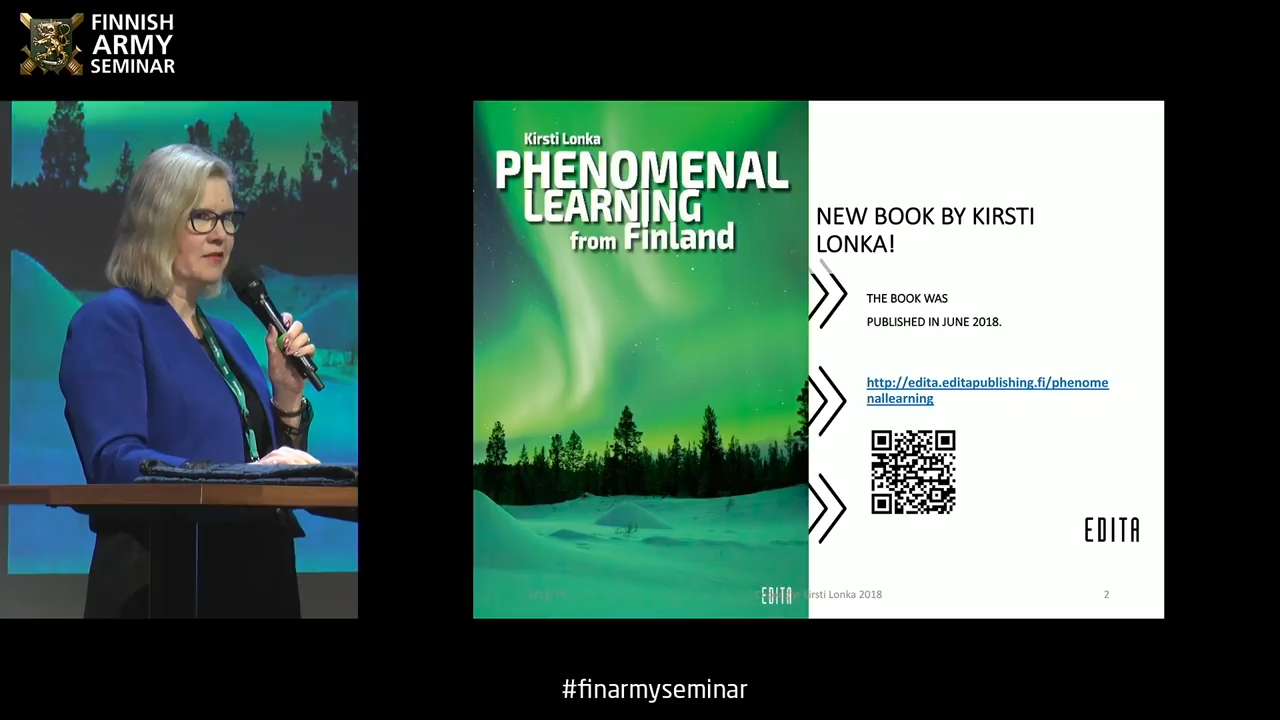 FINNISH
ARMY
SEMINAR
Kirsti Lonka
PHENOMENAL
LEARNING
from Finland
NEW BOOK BY KIRSTI
LONKA!
THE BOOK WAS
PUBLISHED IN JUNE 2018.
http://edita.editapublishing.fi/phenome
nallearning
EDITA
EDITA
Kirsti Lonka 2018
2
#finarmyseminar